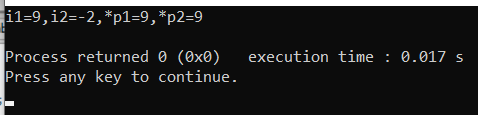 i1=9,i2=-2,*p1=9,*p2=9
Process returned 0 (0x0)   execution time : 0.017 s
Press any key to continue.